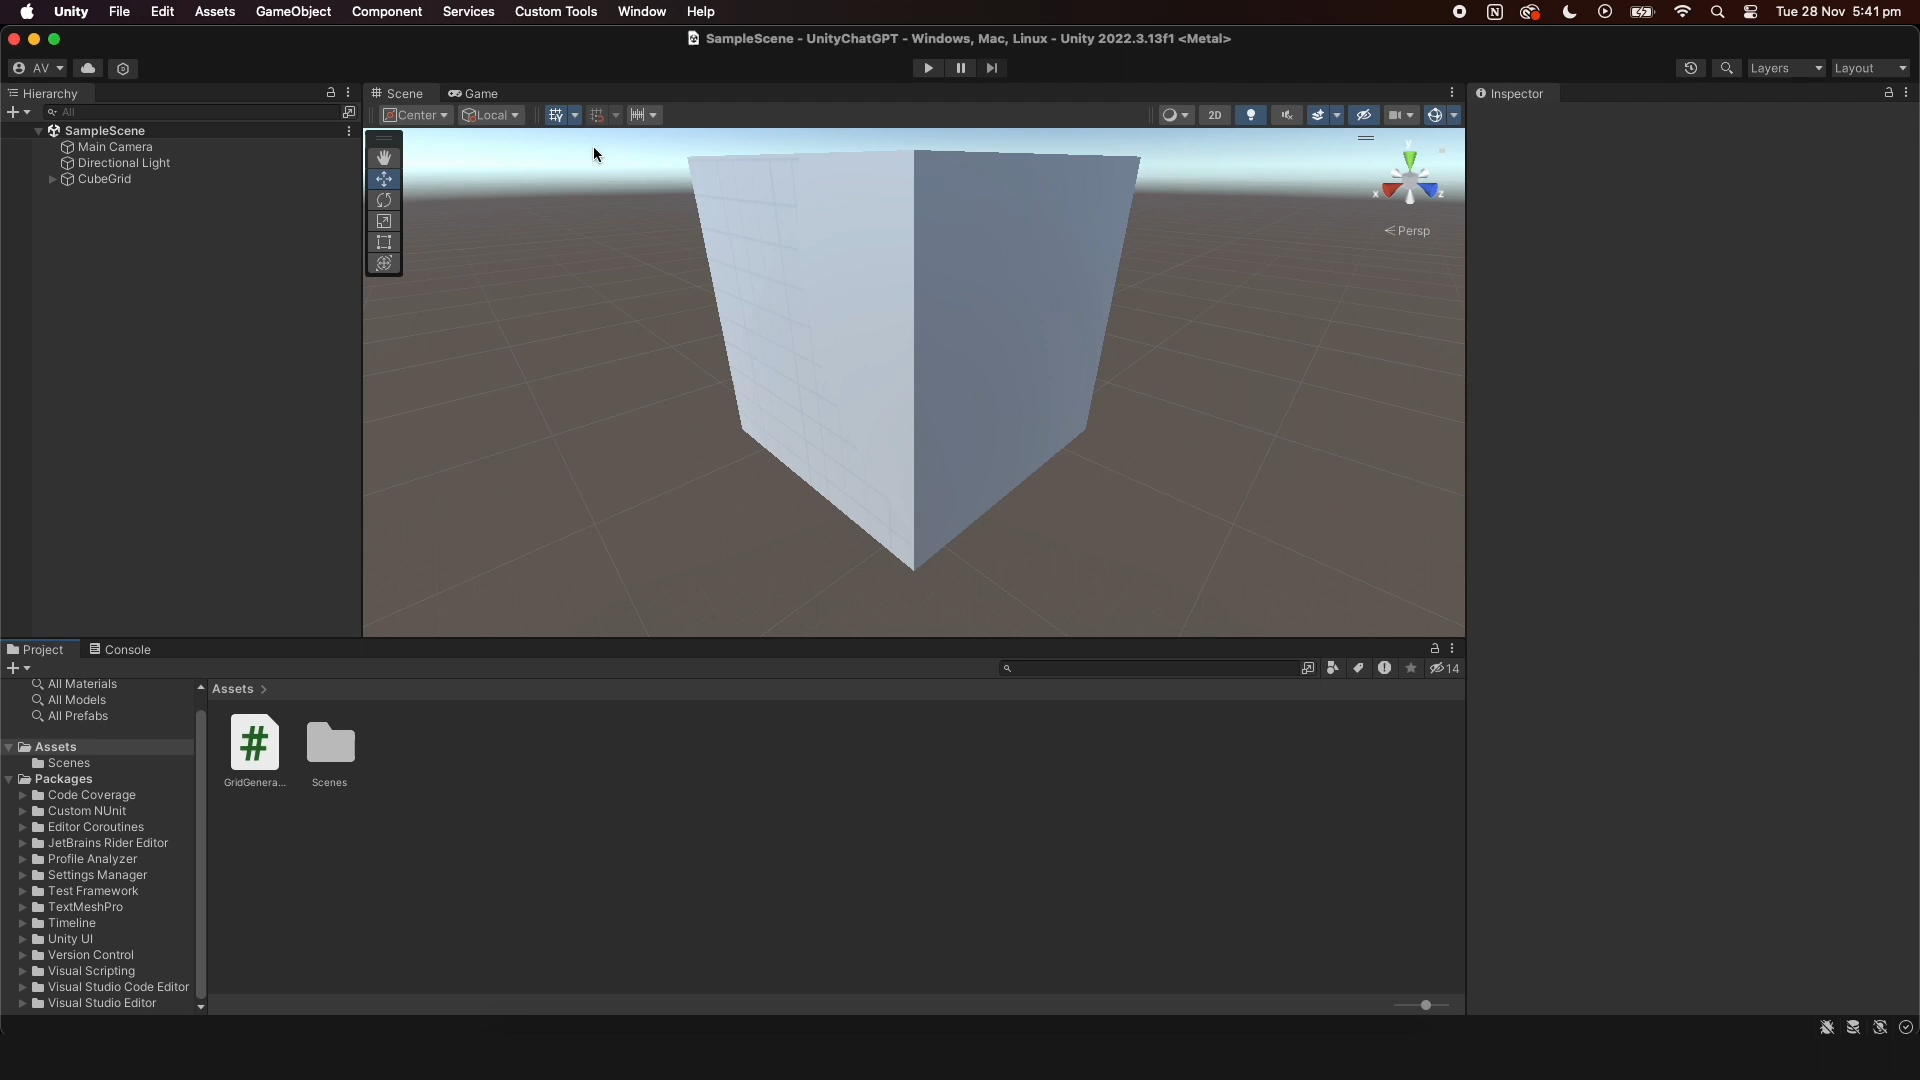 Unity File Edit Assets GameObject Component Services Custom Tools Window Help Tue 28 Nov 5:41 pm
SampleScene - UnityChatGPT - Windows, Mac, Linux - Unity 2022.3.13f1 <Metal>
AV Layers Layout
Hierarchy
All
SampleScene
Main Camera
Directional Light
CubeGrid
Scene Game
Center Local 2D
y
x z
Persp
Inspector
Project Console
14
All Materials
All Models
All Prefabs
Assets
Scenes
Packages
Code Coverage
Custom NUnit
Editor Coroutines
JetBrains Rider Editor
Profile Analyzer
Settings Manager
Test Framework
TextMeshPro
Timeline
Unity UI
Version Control
Visual Scripting
Visual Studio Code Editor
Visual Studio Editor
Assets >
#
GridGenera... Scenes